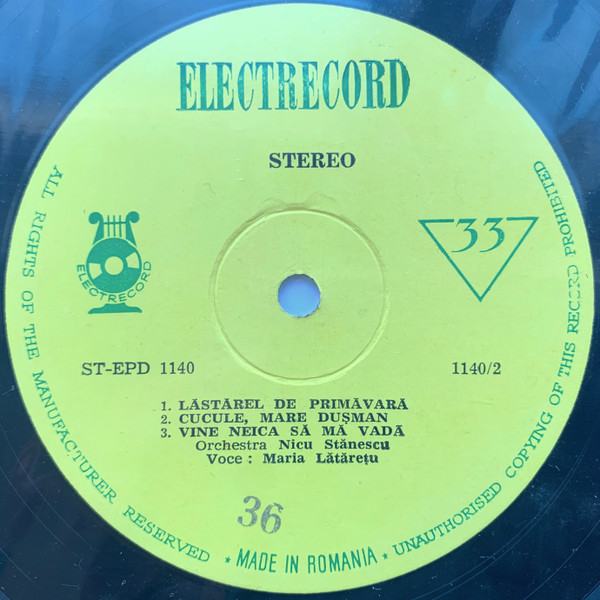 ELECTRECORD
STEREO
ELECTRECORD
33
ST-EPD 1140
1140/2
1. LĂSTĂREL DE PRIMĂVARĂ
2. CUCULE, MARE DUȘMAN
3. VINE NEICA SĂ MĂ VADĂ
Orchestra Nicu Stănescu
Voce : Maria Lătărețu
36
ALL RIGHTS OF THE MANUFACTURER RESERVED * MADE IN ROMANIA * UNAUTHORISED COPYING OF THIS RECORD PROHIBITED